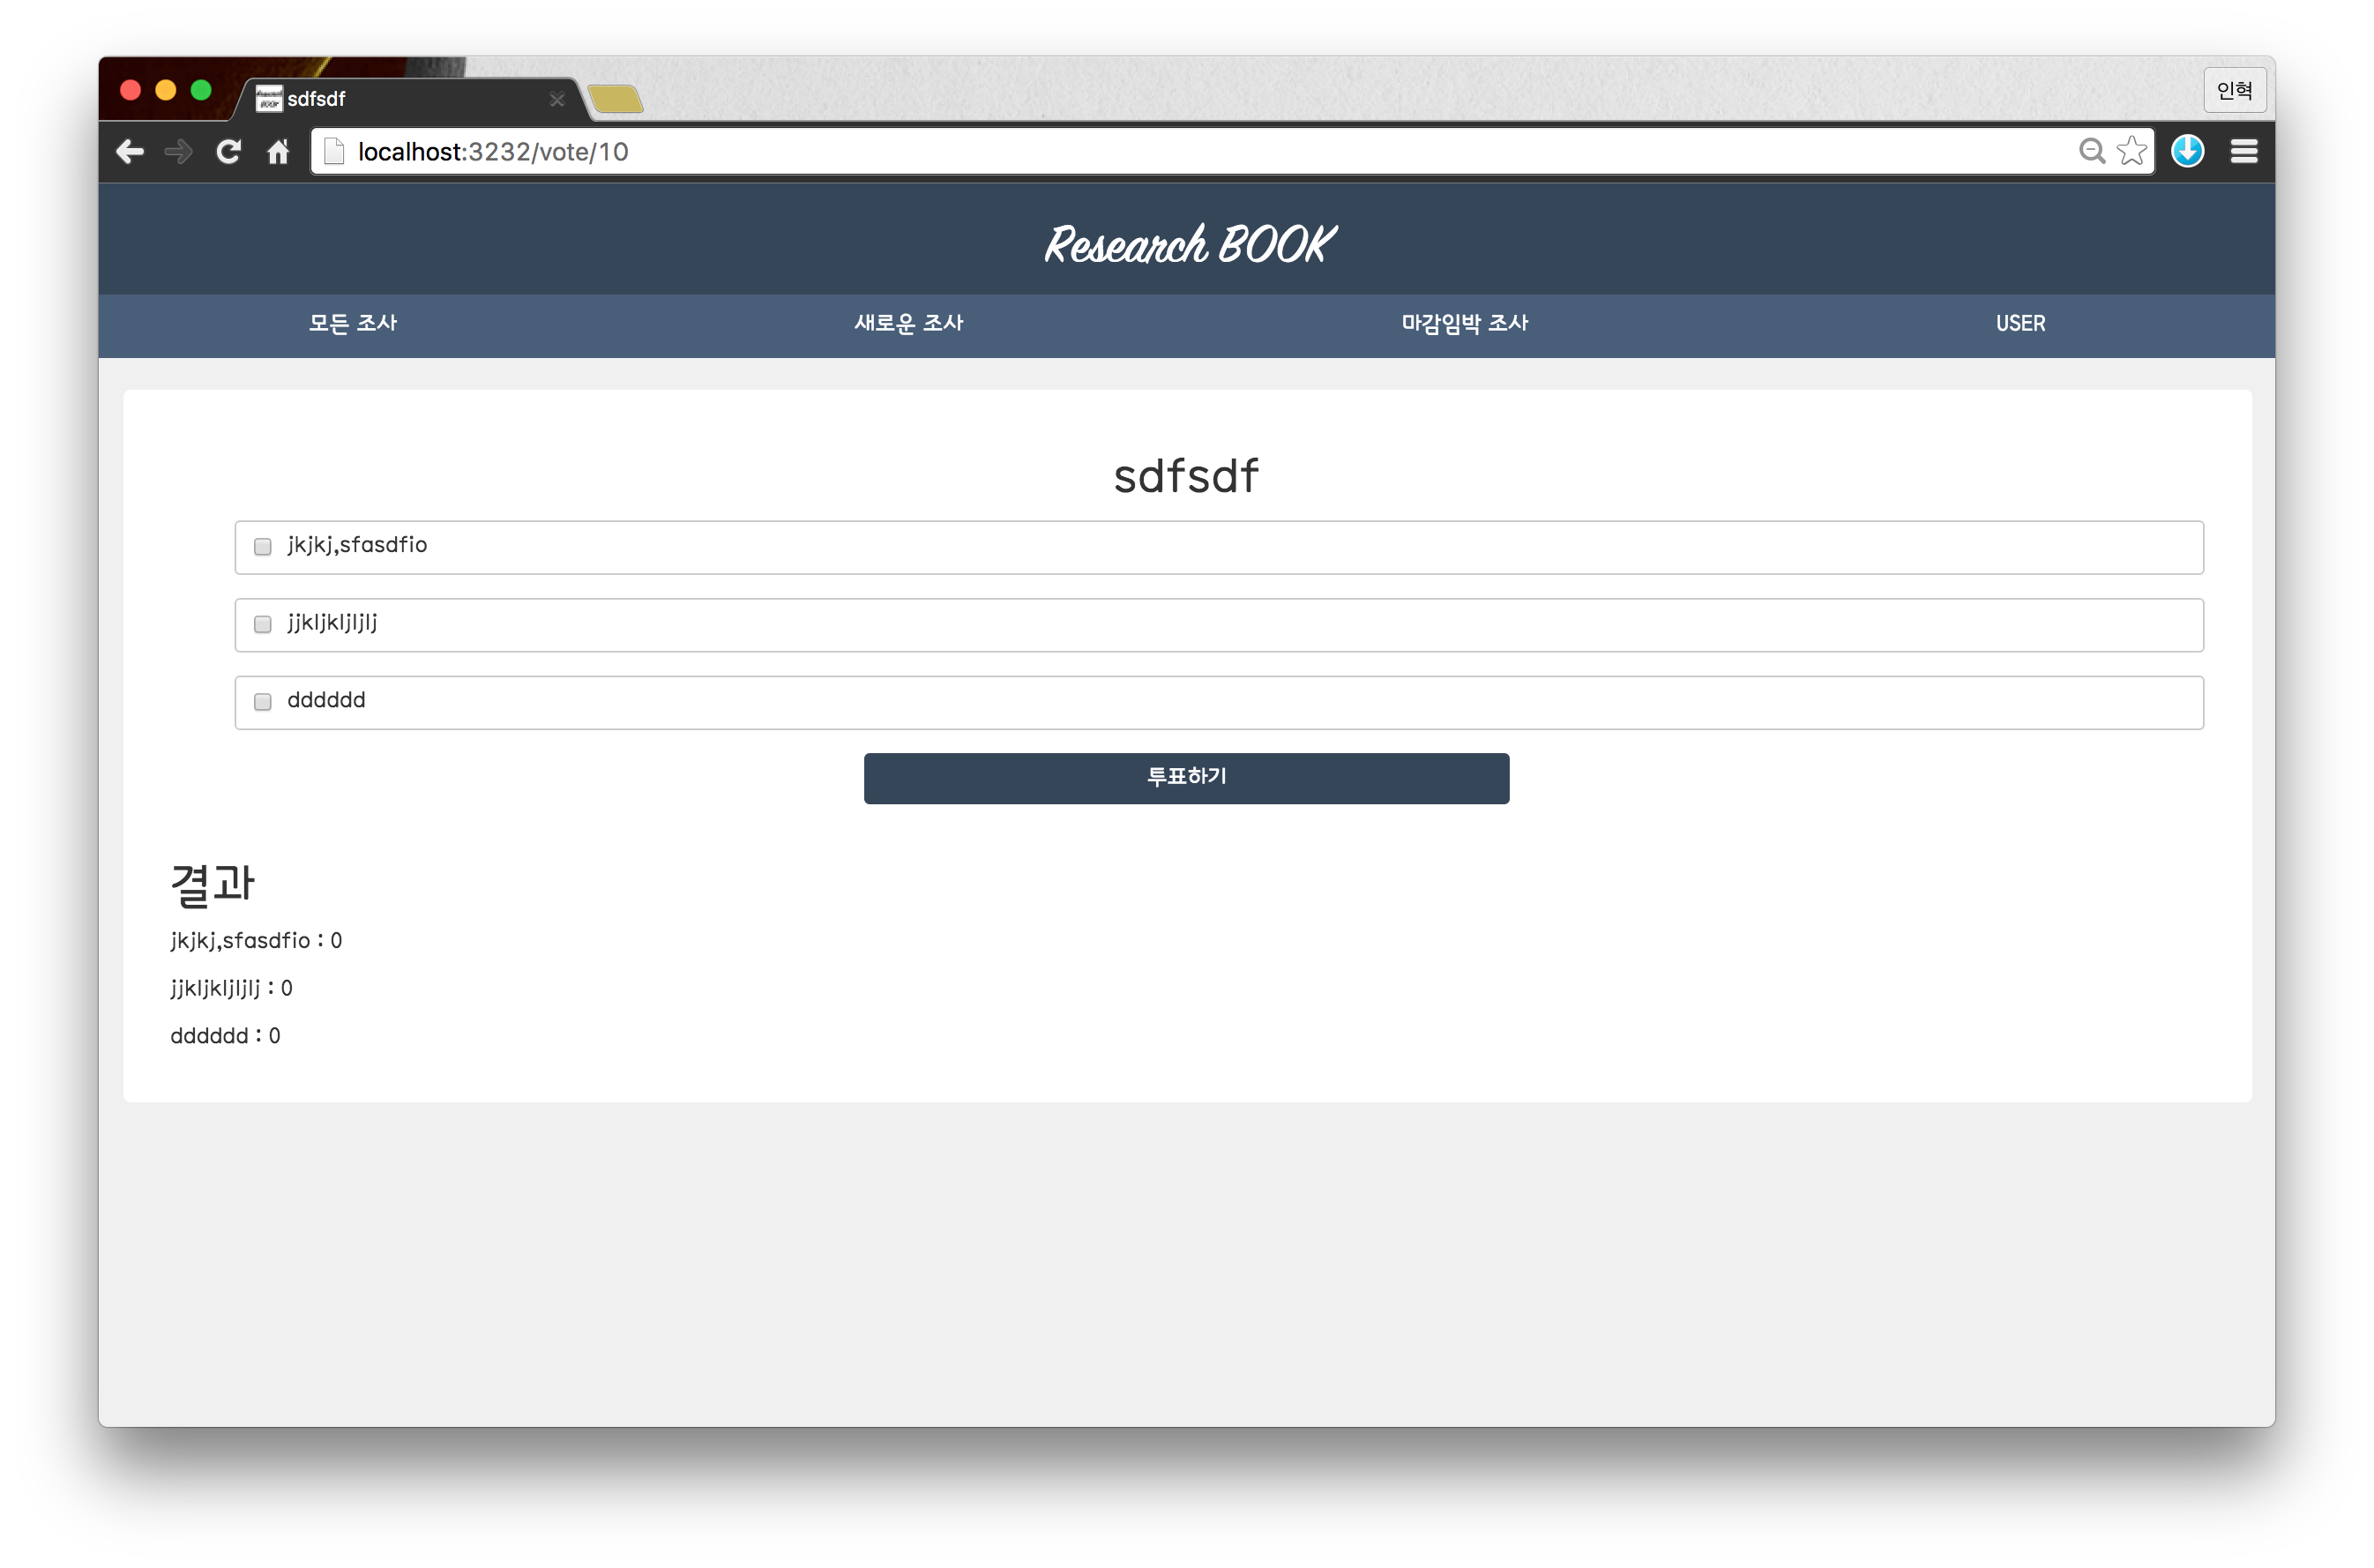 sdfsdf
인혁
localhost:3232/vote/10
Research BOOK
모든 조사 새로운 조사 마감임박 조사 USER
sdfsdf
jkjkj,sfasdfio
jjkljkljljlj
dddddd
투표하기
결과
jkjkj,sfasdfio : 0
jjkljkljljlj : 0
dddddd : 0